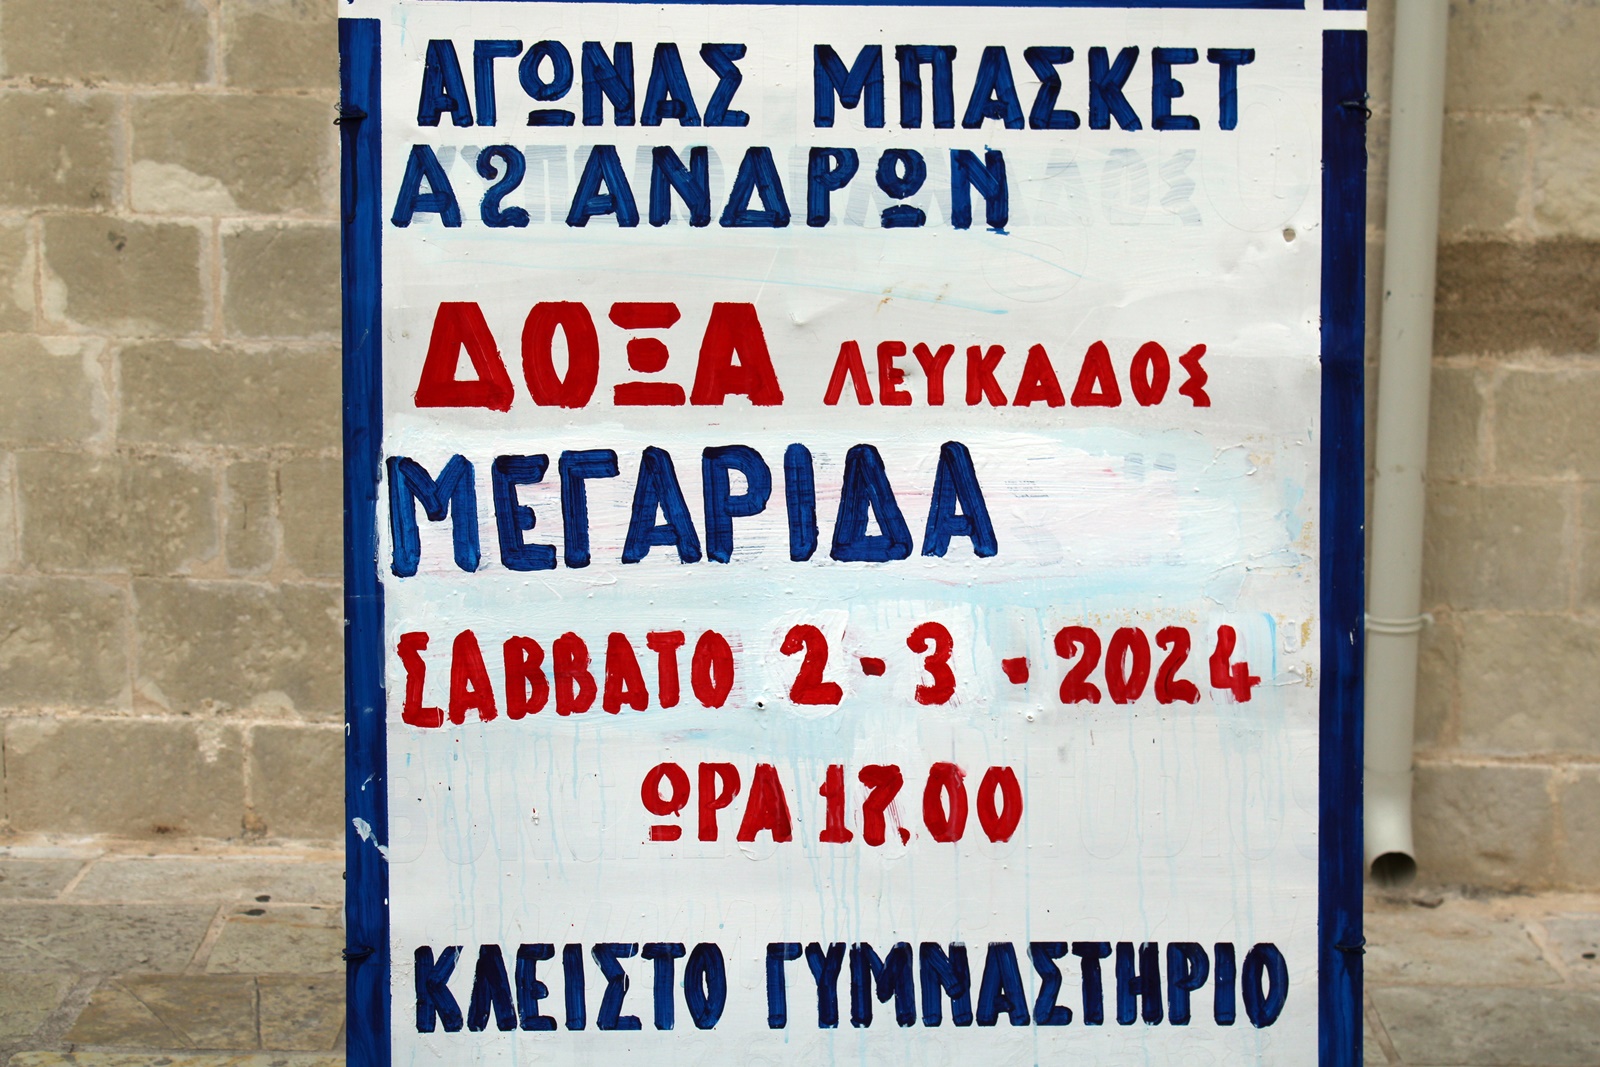 ΑΓΩΝΑΣ ΜΠΑΣΚΕΤ
Α2 ΑΝΔΡΩΝ
ΔΟΞΑ ΛΕΥΚΑΔΟΣ
ΜΕΓΑΡΙΔΑ
ΣΑΒΒΑΤΟ 2-3-2024
ΩΡΑ 17.00
ΚΛΕΙΣΤΟ ΓΥΜΝΑΣΤΗΡΙΟ